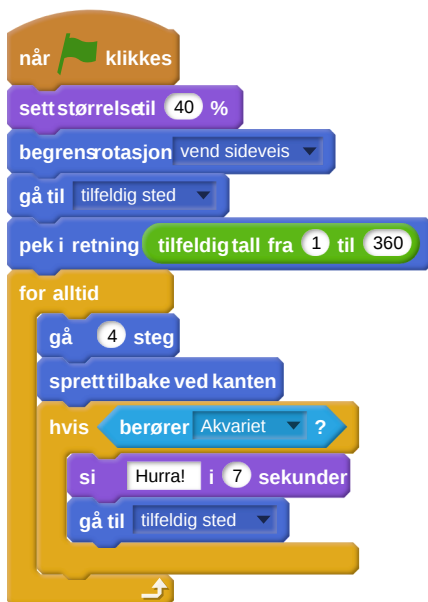 når klikkes
sett størrelse til 40 %
begrens rotasjon vend sideveis
gå til tilfeldig sted
pek i retning tilfeldig tall fra 1 til 360
for alltid
gå 4 steg
sprett tilbake ved kanten
hvis berører Akvariet ?
si Hurra! i 7 sekunder
gå til tilfeldig sted